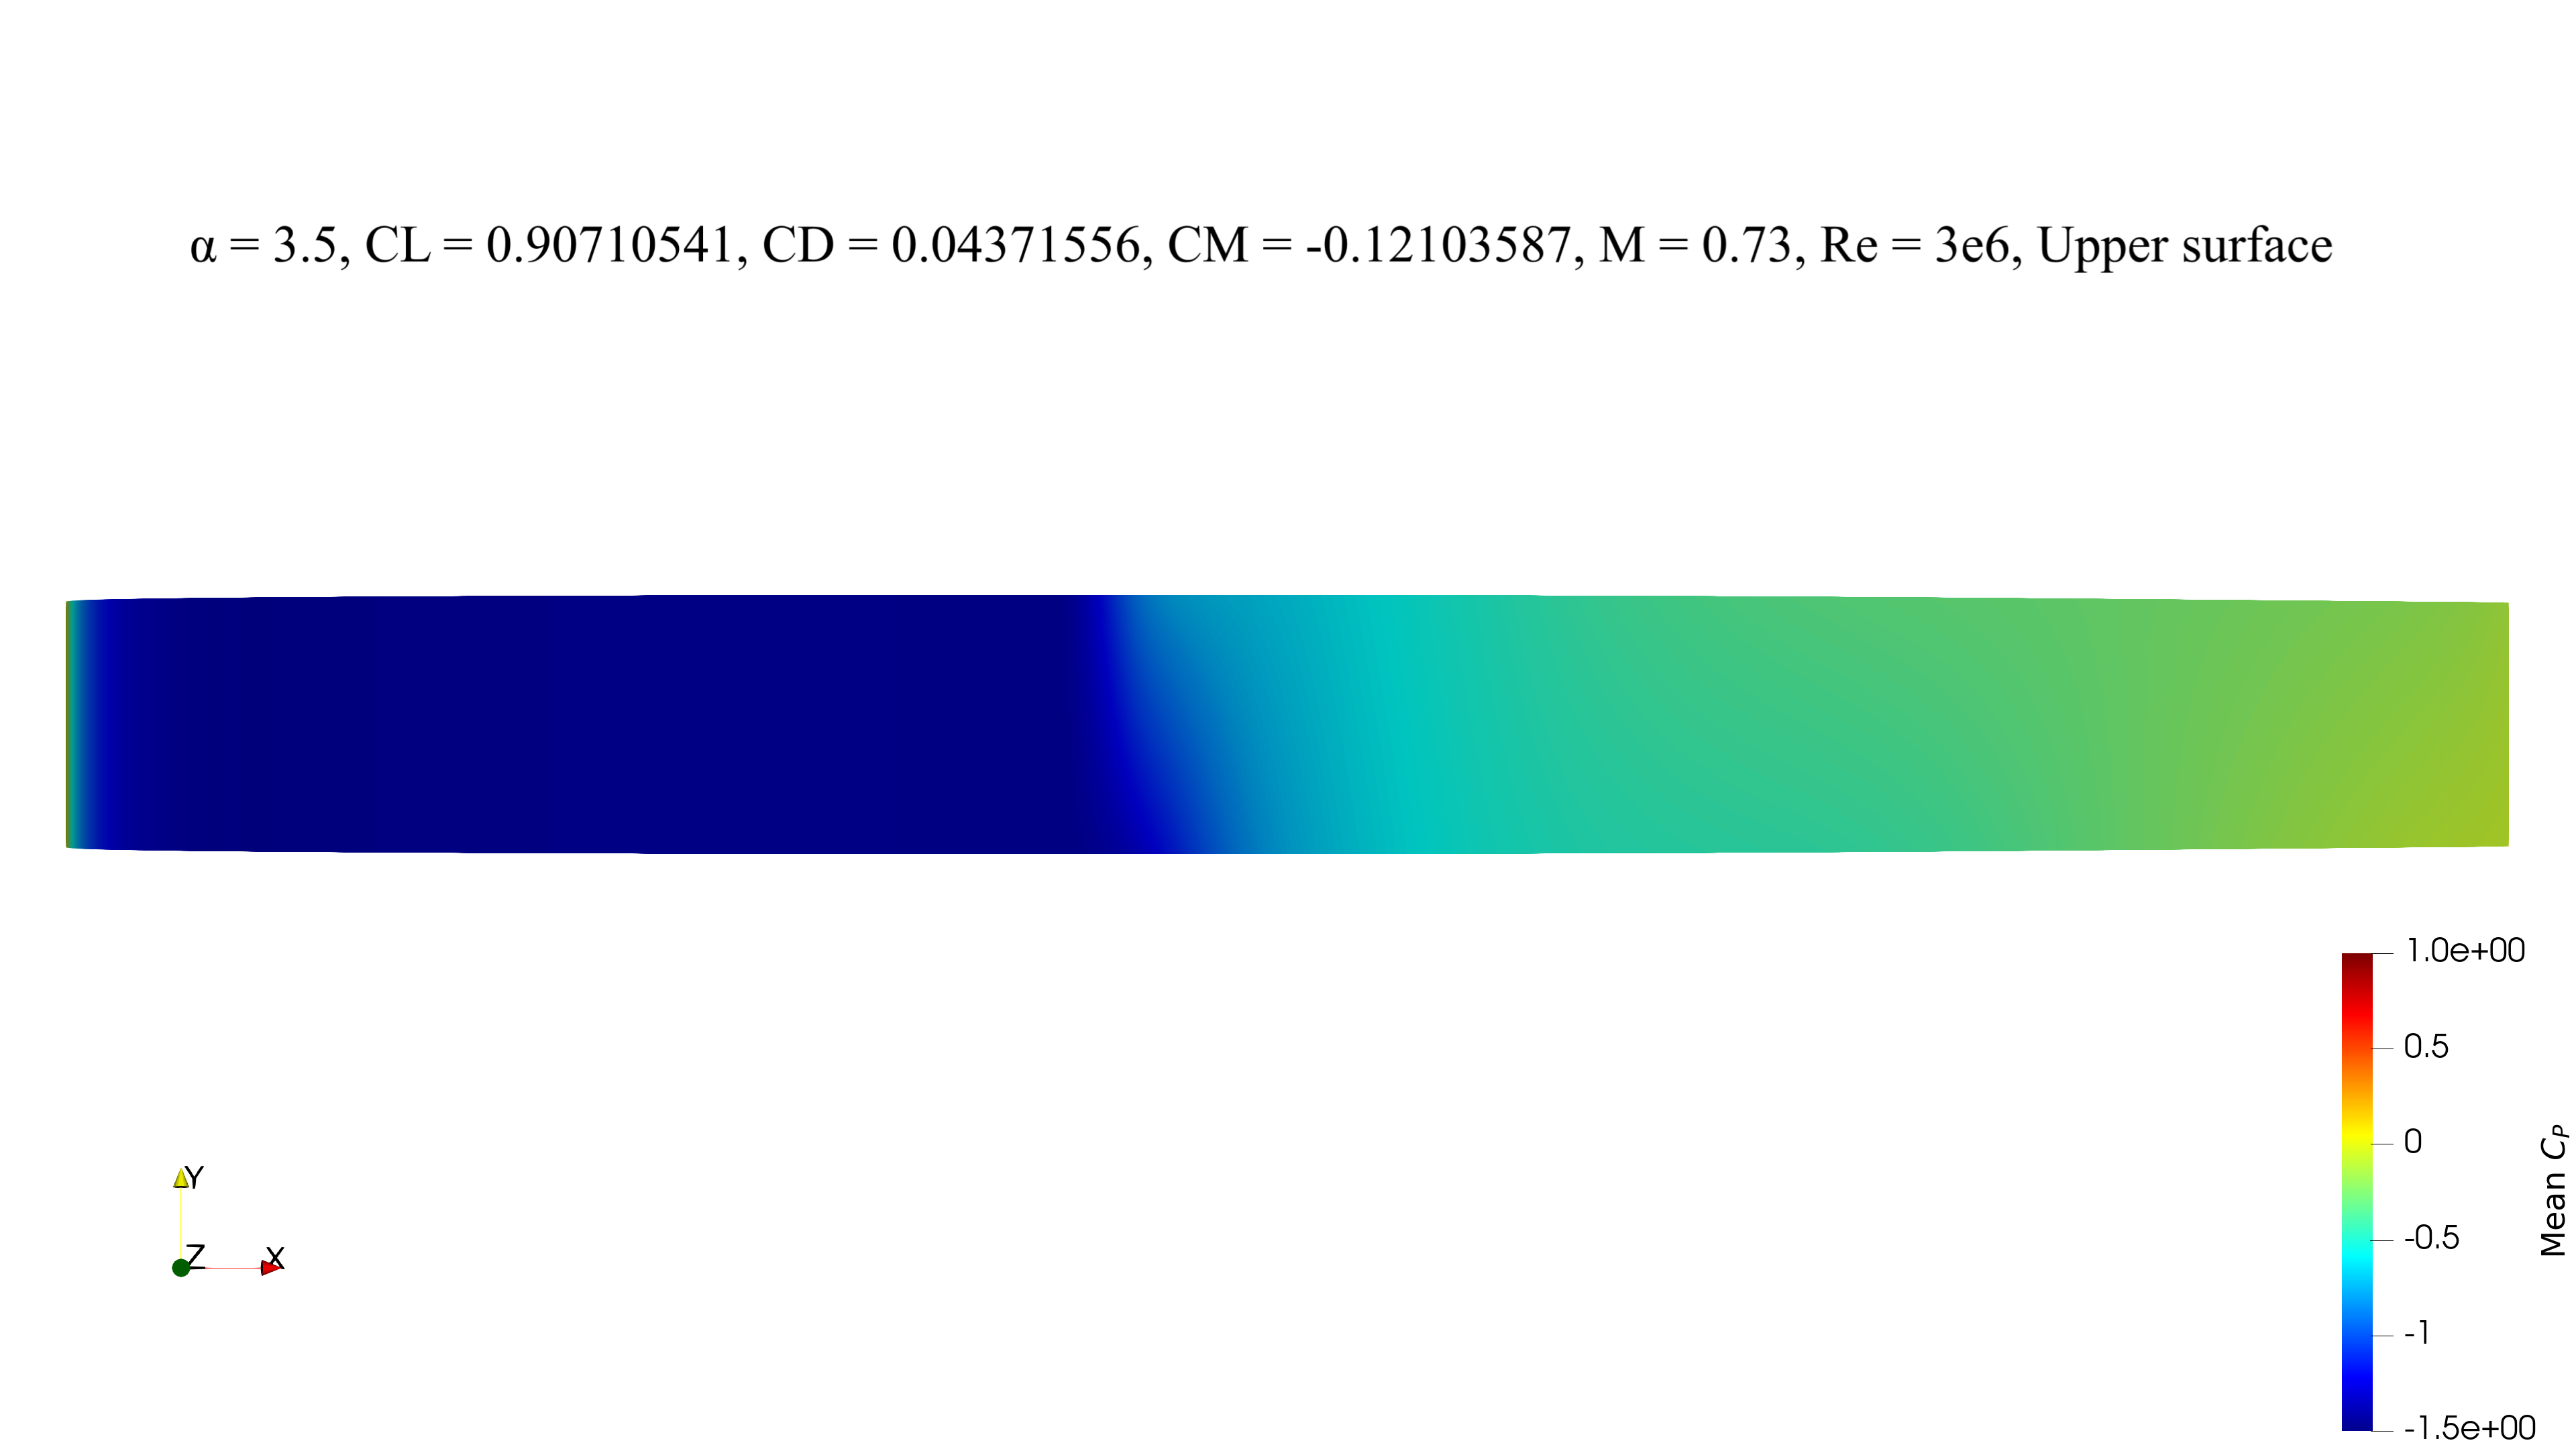 α = 3.5, CL = 0.90710541, CD = 0.04371556, CM = -0.12103587, M = 0.73, Re = 3e6, Upper surface
1.0e+00
0.5
0
-0.5
-1
-1.5e+00
Mean C_P
Y
Z
X